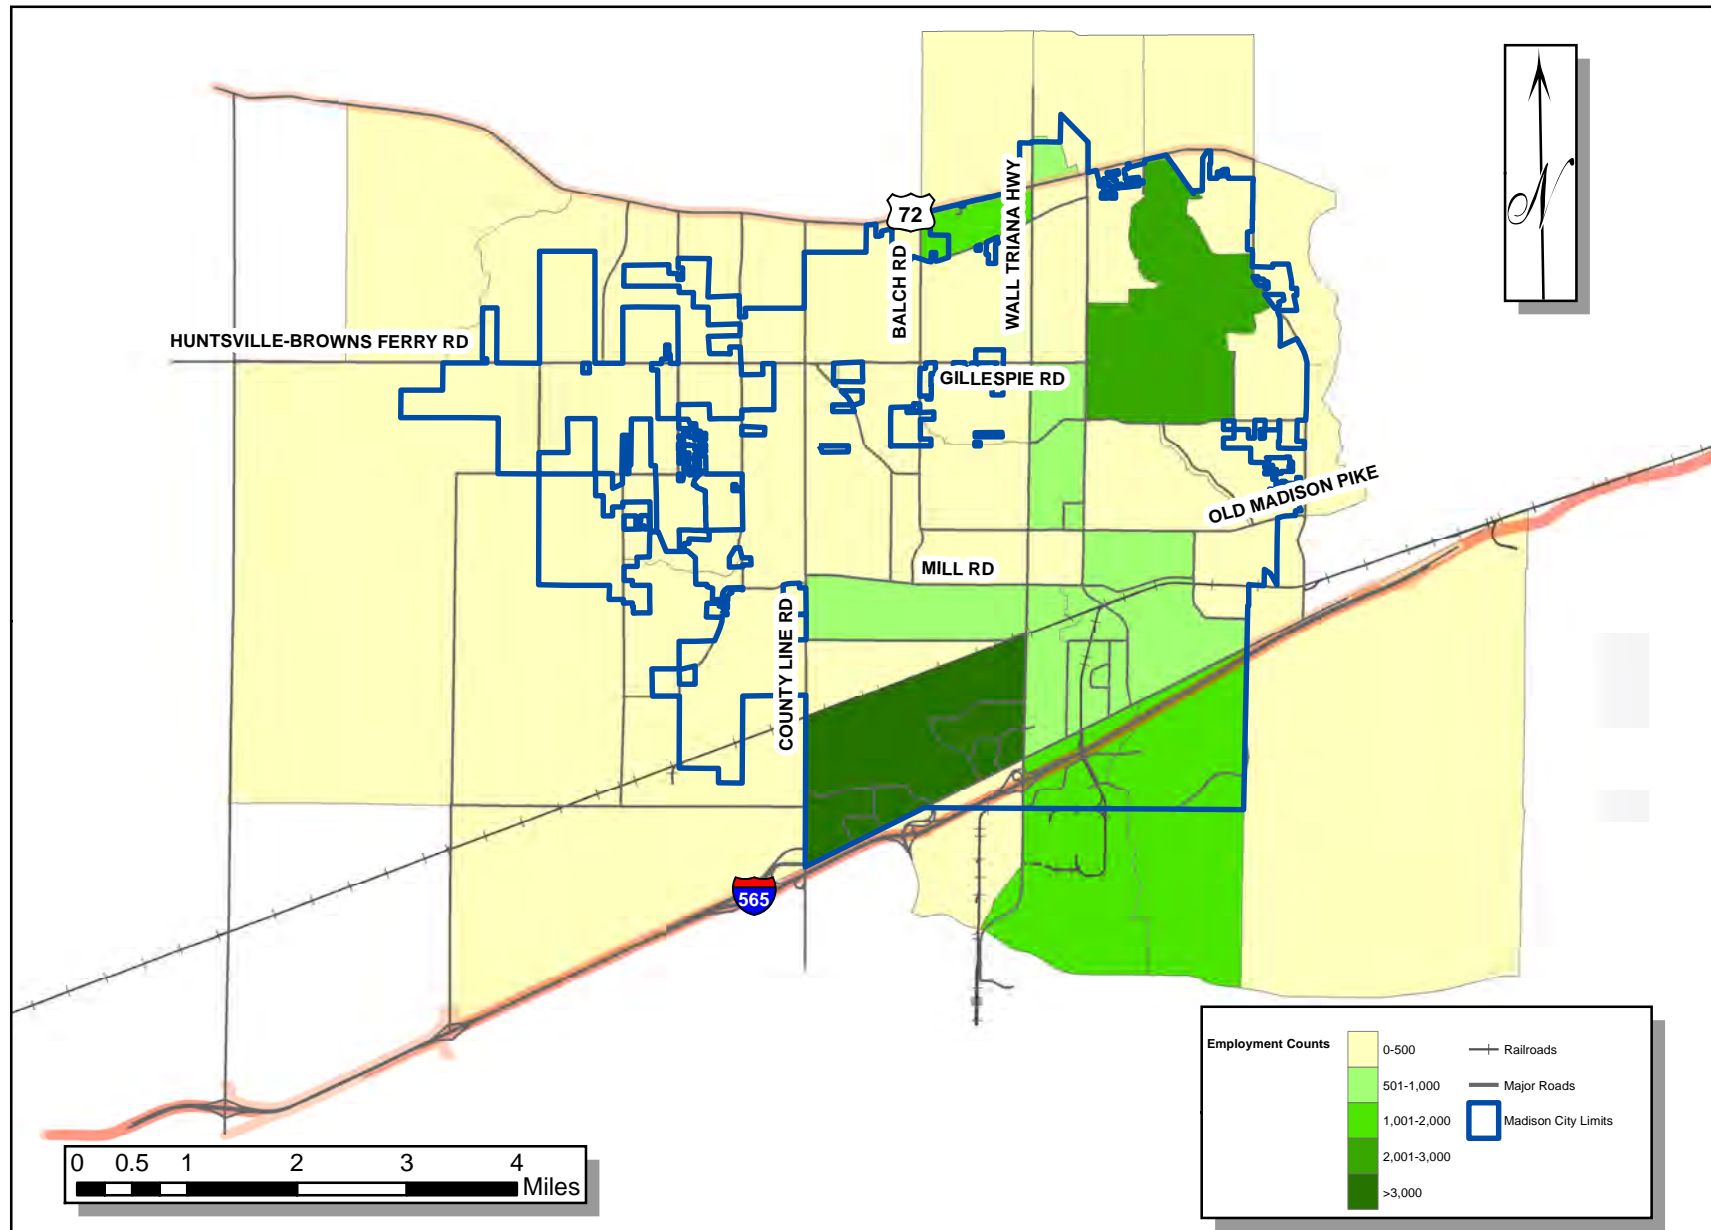 72
WALL TRIANA HWY
BALCH RD
HUNTSVILLE-BROWNS FERRY RD
GILLESPIE RD
OLD MADISON PIKE
MILL RD
COUNTY LINE RD
565
N
Employment Counts
0-500
501-1,000
1,001-2,000
2,001-3,000
>3,000
Railroads
Major Roads
Madison City Limits
0 0.5 1 2 3 4
Miles